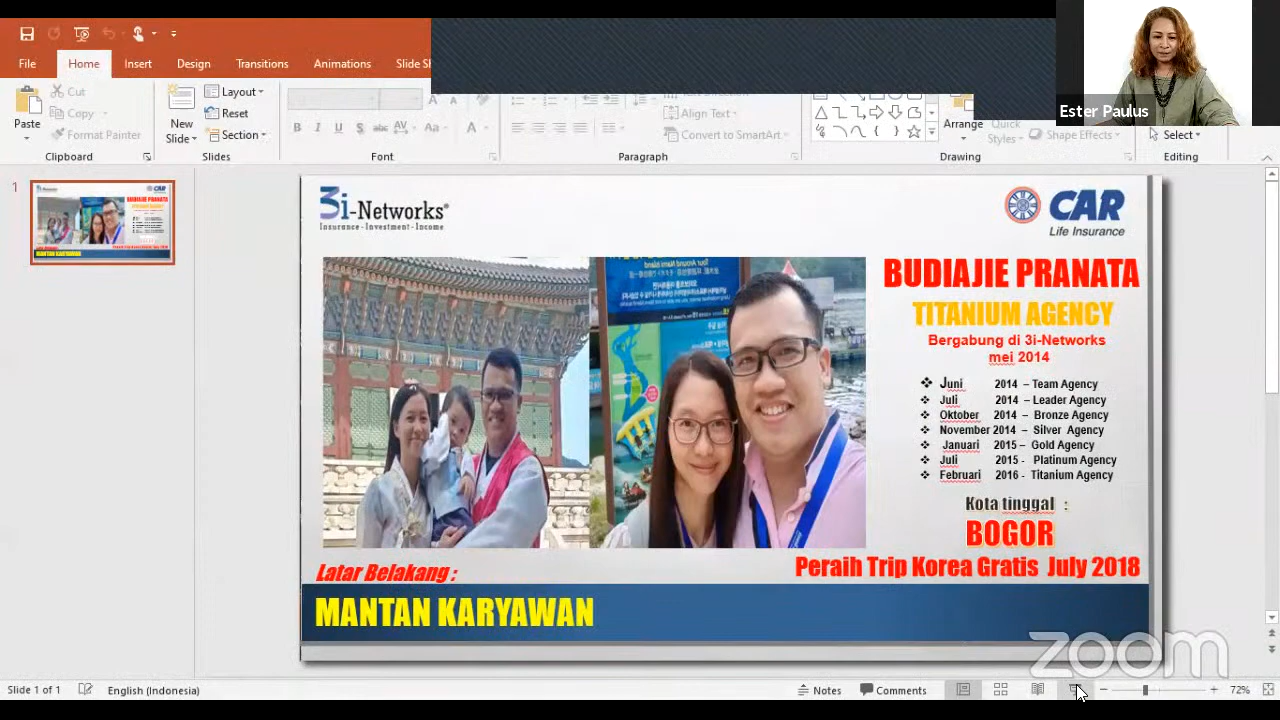 File Home Insert Design Transitions Animations Slide Sh
Ester Paulus
Paste
Cut
Copy
Format Painter
New Slide
Layout
Reset
Section
Align Text
Convert to SmartArt
Arrange
Quick Styles
Shape Effects
Select
Clipboard Slides Font Paragraph Drawing Editing
1
3i-Networks®
Insurance - Investment - Income
CAR
Life Insurance
BUDIAJIE PRANATA
TITANIUM AGENCY
Bergabung di 3i-Networks
mei 2014
❖ Juni 2014 – Team Agency
❖ Juli 2014 – Leader Agency
❖ Oktober 2014 – Bronze Agency
❖ November 2014 – Silver Agency
❖ Januari 2015 – Gold Agency
❖ Juli 2015 - Platinum Agency
❖ Februari 2016 - Titanium Agency
Kota tinggal :
BOGOR
Peraih Trip Korea Gratis July 2018
Latar Belakang :
MANTAN KARYAWAN
zoom
Slide 1 of 1 English (Indonesia) Notes Comments 72%